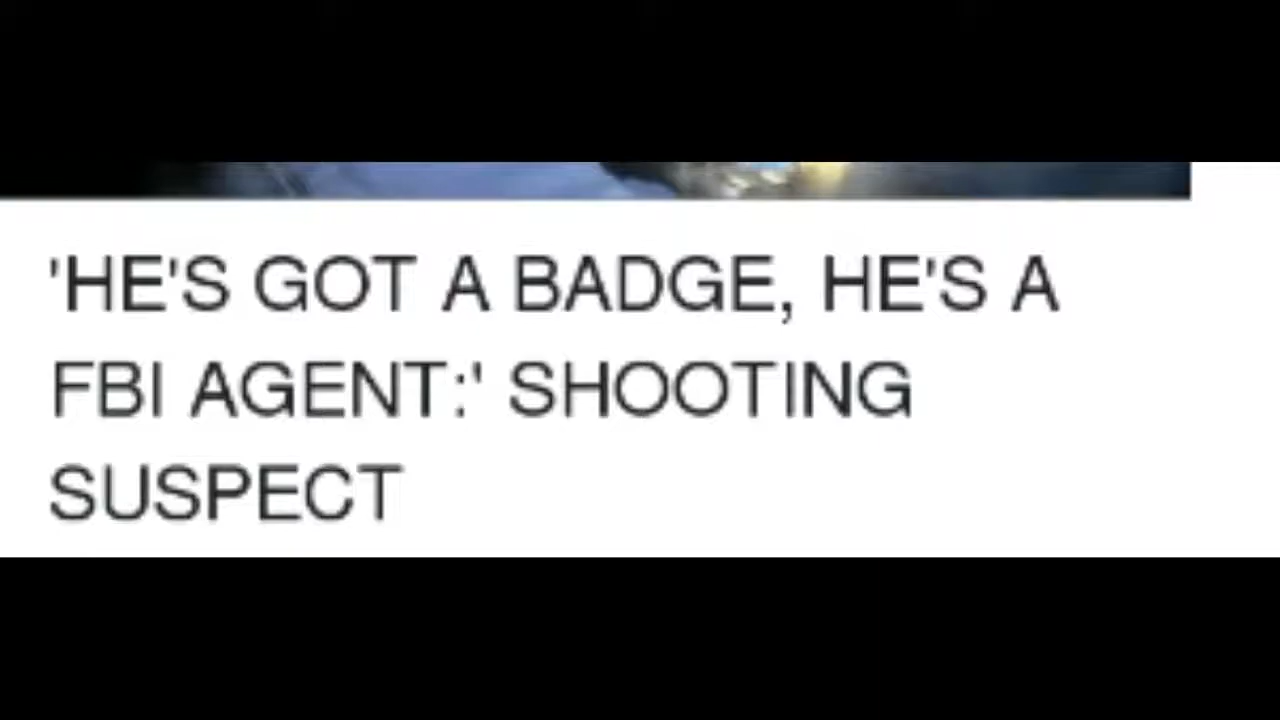 'HE'S GOT A BADGE, HE'S A
FBI AGENT:' SHOOTING
SUSPECT